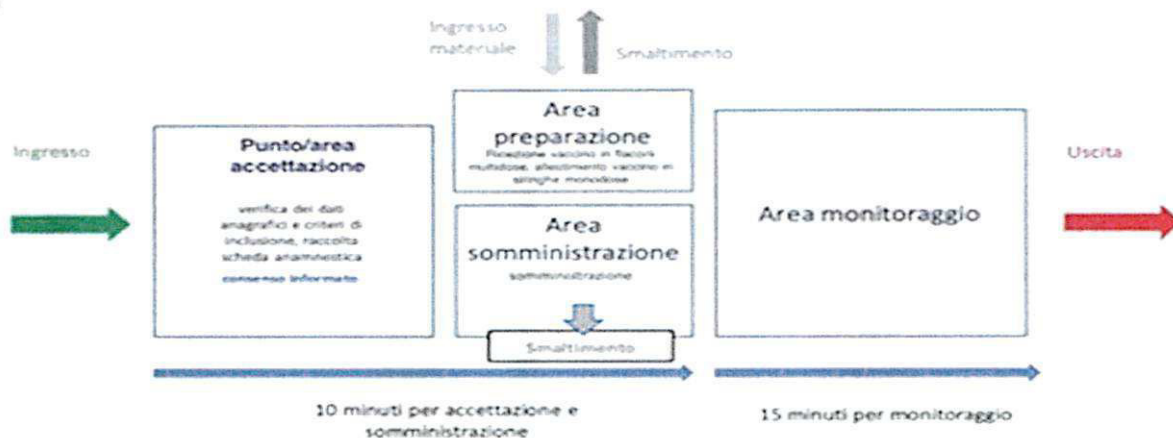 Ingresso
materiale
Smaltimento
Ingresso
Punto/area
accettazione
verifica dei dati
anagrafici e criteri di
inclusione, raccolta
scheda anamnestica
consenso informato
Area
preparazione
Ricezione vaccino in flaconi
multidose, allestimento vaccino in
siringhe monodose
Area
somministrazione
somministrazione
Smaltimento
Area monitoraggio
Uscita
10 minuti per accettazione e
somministrazione
15 minuti per monitoraggio